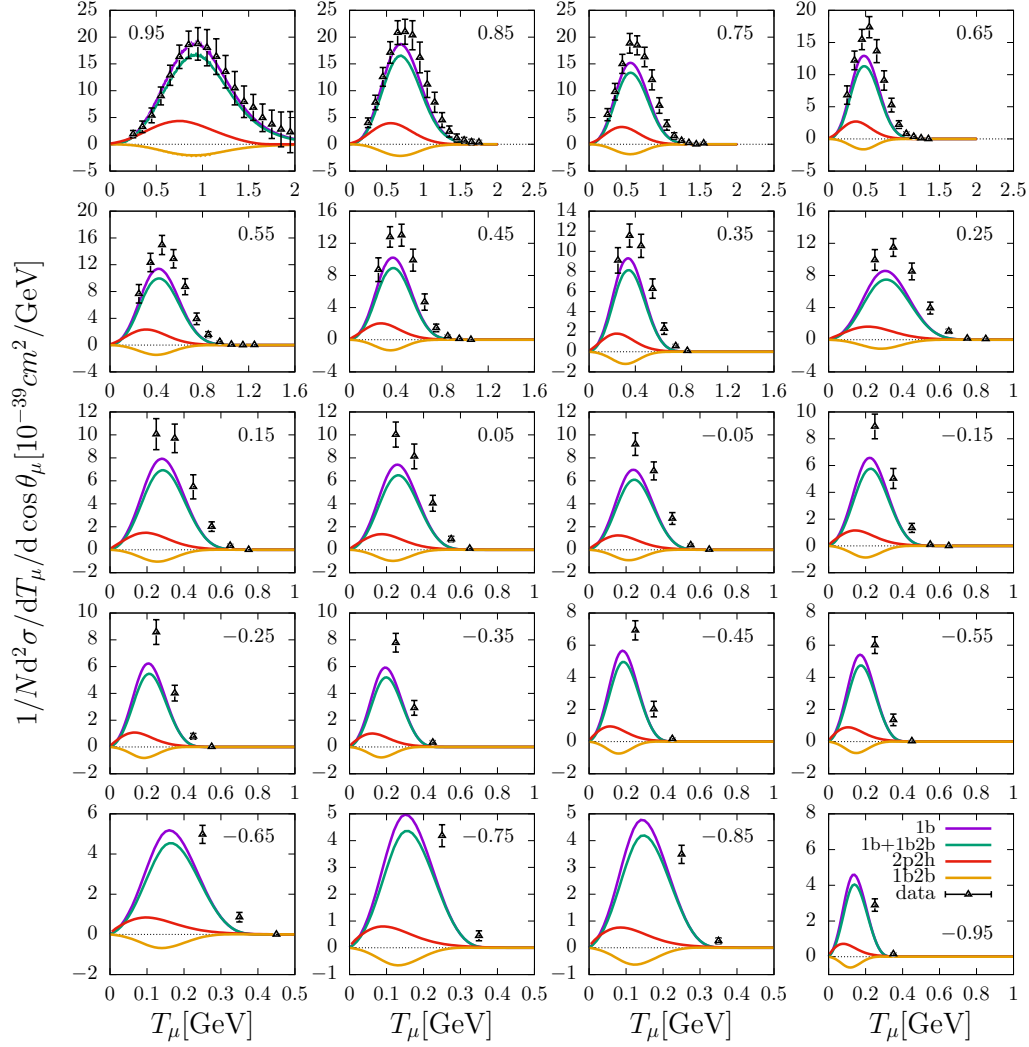 1/Nd²σ/dT_μ/d cos θ_μ[10⁻³⁹cm²/GeV]
0.95 0.85 0.75 0.65
25 20 15 10 5 0 −5
25 20 15 10 5 0 −5
25 20 15 10 5 0 −5
20 15 10 5 0 −5
0 0.5 1 1.5 2
0 0.5 1 1.5 2 2.5
0 0.5 1 1.5 2 2.5
0 0.5 1 1.5 2 2.5
0.55 0.45 0.35 0.25
20 16 12 8 4 0 −4
16 12 8 4 0 −4
14 12 10 8 6 4 2 0 −2
16 12 8 4 0 −4
0 0.4 0.8 1.2 1.6
0 0.4 0.8 1.2 1.6
0 0.4 0.8 1.2 1.6
0 0.2 0.4 0.6 0.8 1
0.15 0.05 −0.05 −0.15
12 10 8 6 4 2 0 −2
12 10 8 6 4 2 0 −2
12 10 8 6 4 2 0 −2
10 8 6 4 2 0 −2
0 0.2 0.4 0.6 0.8 1
0 0.2 0.4 0.6 0.8 1
0 0.2 0.4 0.6 0.8 1
0 0.2 0.4 0.6 0.8 1
−0.25 −0.35 −0.45 −0.55
10 8 6 4 2 0 −2
10 8 6 4 2 0 −2
8 6 4 2 0 −2
8 6 4 2 0 −2
0 0.2 0.4 0.6 0.8 1
0 0.2 0.4 0.6 0.8 1
0 0.2 0.4 0.6 0.8 1
0 0.2 0.4 0.6 0.8 1
−0.65 −0.75 −0.85 −0.95
6 4 2 0 −2
5 4 3 2 1 0 −1
5 4 3 2 1 0 −1
8 6 4 2 0 −2
1b
1b+1b2b
2p2h
1b2b
data
0 0.1 0.2 0.3 0.4 0.5
0 0.1 0.2 0.3 0.4 0.5
0 0.1 0.2 0.3 0.4 0.5
0 0.2 0.4 0.6 0.8 1
T_μ[GeV] T_μ[GeV] T_μ[GeV] T_μ[GeV]